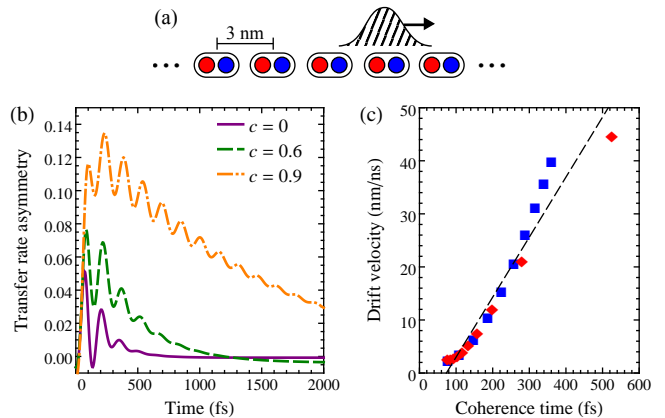 (a)
3 nm
(b)
Transfer rate asymmetry
0.14
0.12
0.10
0.08
0.06
0.04
0.02
0.00
c = 0
c = 0.6
c = 0.9
0 500 1000 1500 2000
Time (fs)
(c)
Drift velocity (nm/ns)
50
40
30
20
10
0
0 100 200 300 400 500 600
Coherence time (fs)